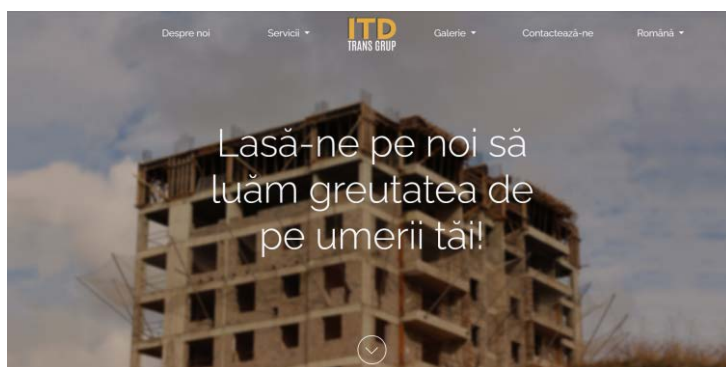 Despre noi
Servicii
ITD
TRANS GRUP
Galerie
Contactează-ne
Română
Lasă-ne pe noi să
luăm greutatea de
pe umerii tăi!